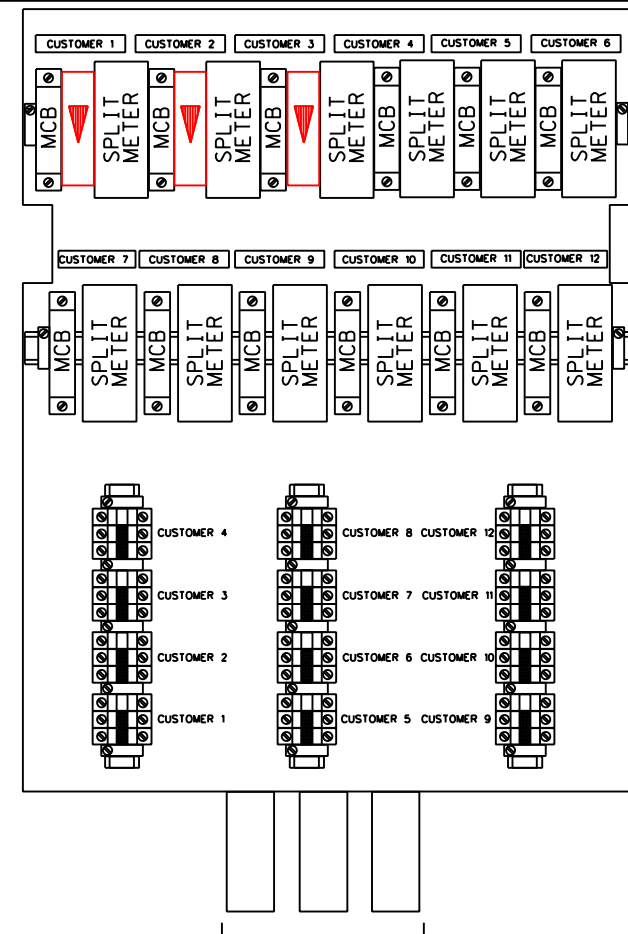 CUSTOMER 1 CUSTOMER 2 CUSTOMER 3 CUSTOMER 4 CUSTOMER 5 CUSTOMER 6
MCB SPLIT METER MCB SPLIT METER MCB SPLIT METER MCB SPLIT METER MCB SPLIT METER MCB SPLIT METER
CUSTOMER 7 CUSTOMER 8 CUSTOMER 9 CUSTOMER 10 CUSTOMER 11 CUSTOMER 12
MCB SPLIT METER MCB SPLIT METER MCB SPLIT METER MCB SPLIT METER MCB SPLIT METER MCB SPLIT METER
CUSTOMER 4 CUSTOMER 8 CUSTOMER 12
CUSTOMER 3 CUSTOMER 7 CUSTOMER 11
CUSTOMER 2 CUSTOMER 6 CUSTOMER 10
CUSTOMER 1 CUSTOMER 5 CUSTOMER 9